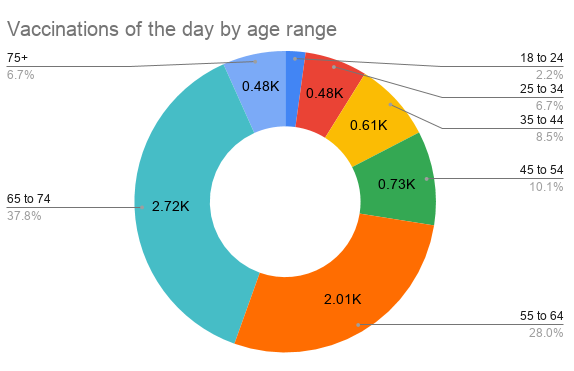 Vaccinations of the day by age range
75+
6.7%
18 to 24
2.2%
25 to 34
6.7%
35 to 44
8.5%
45 to 54
10.1%
55 to 64
28.0%
65 to 74
37.8%
0.48K
0.48K
0.61K
0.73K
2.01K
2.72K